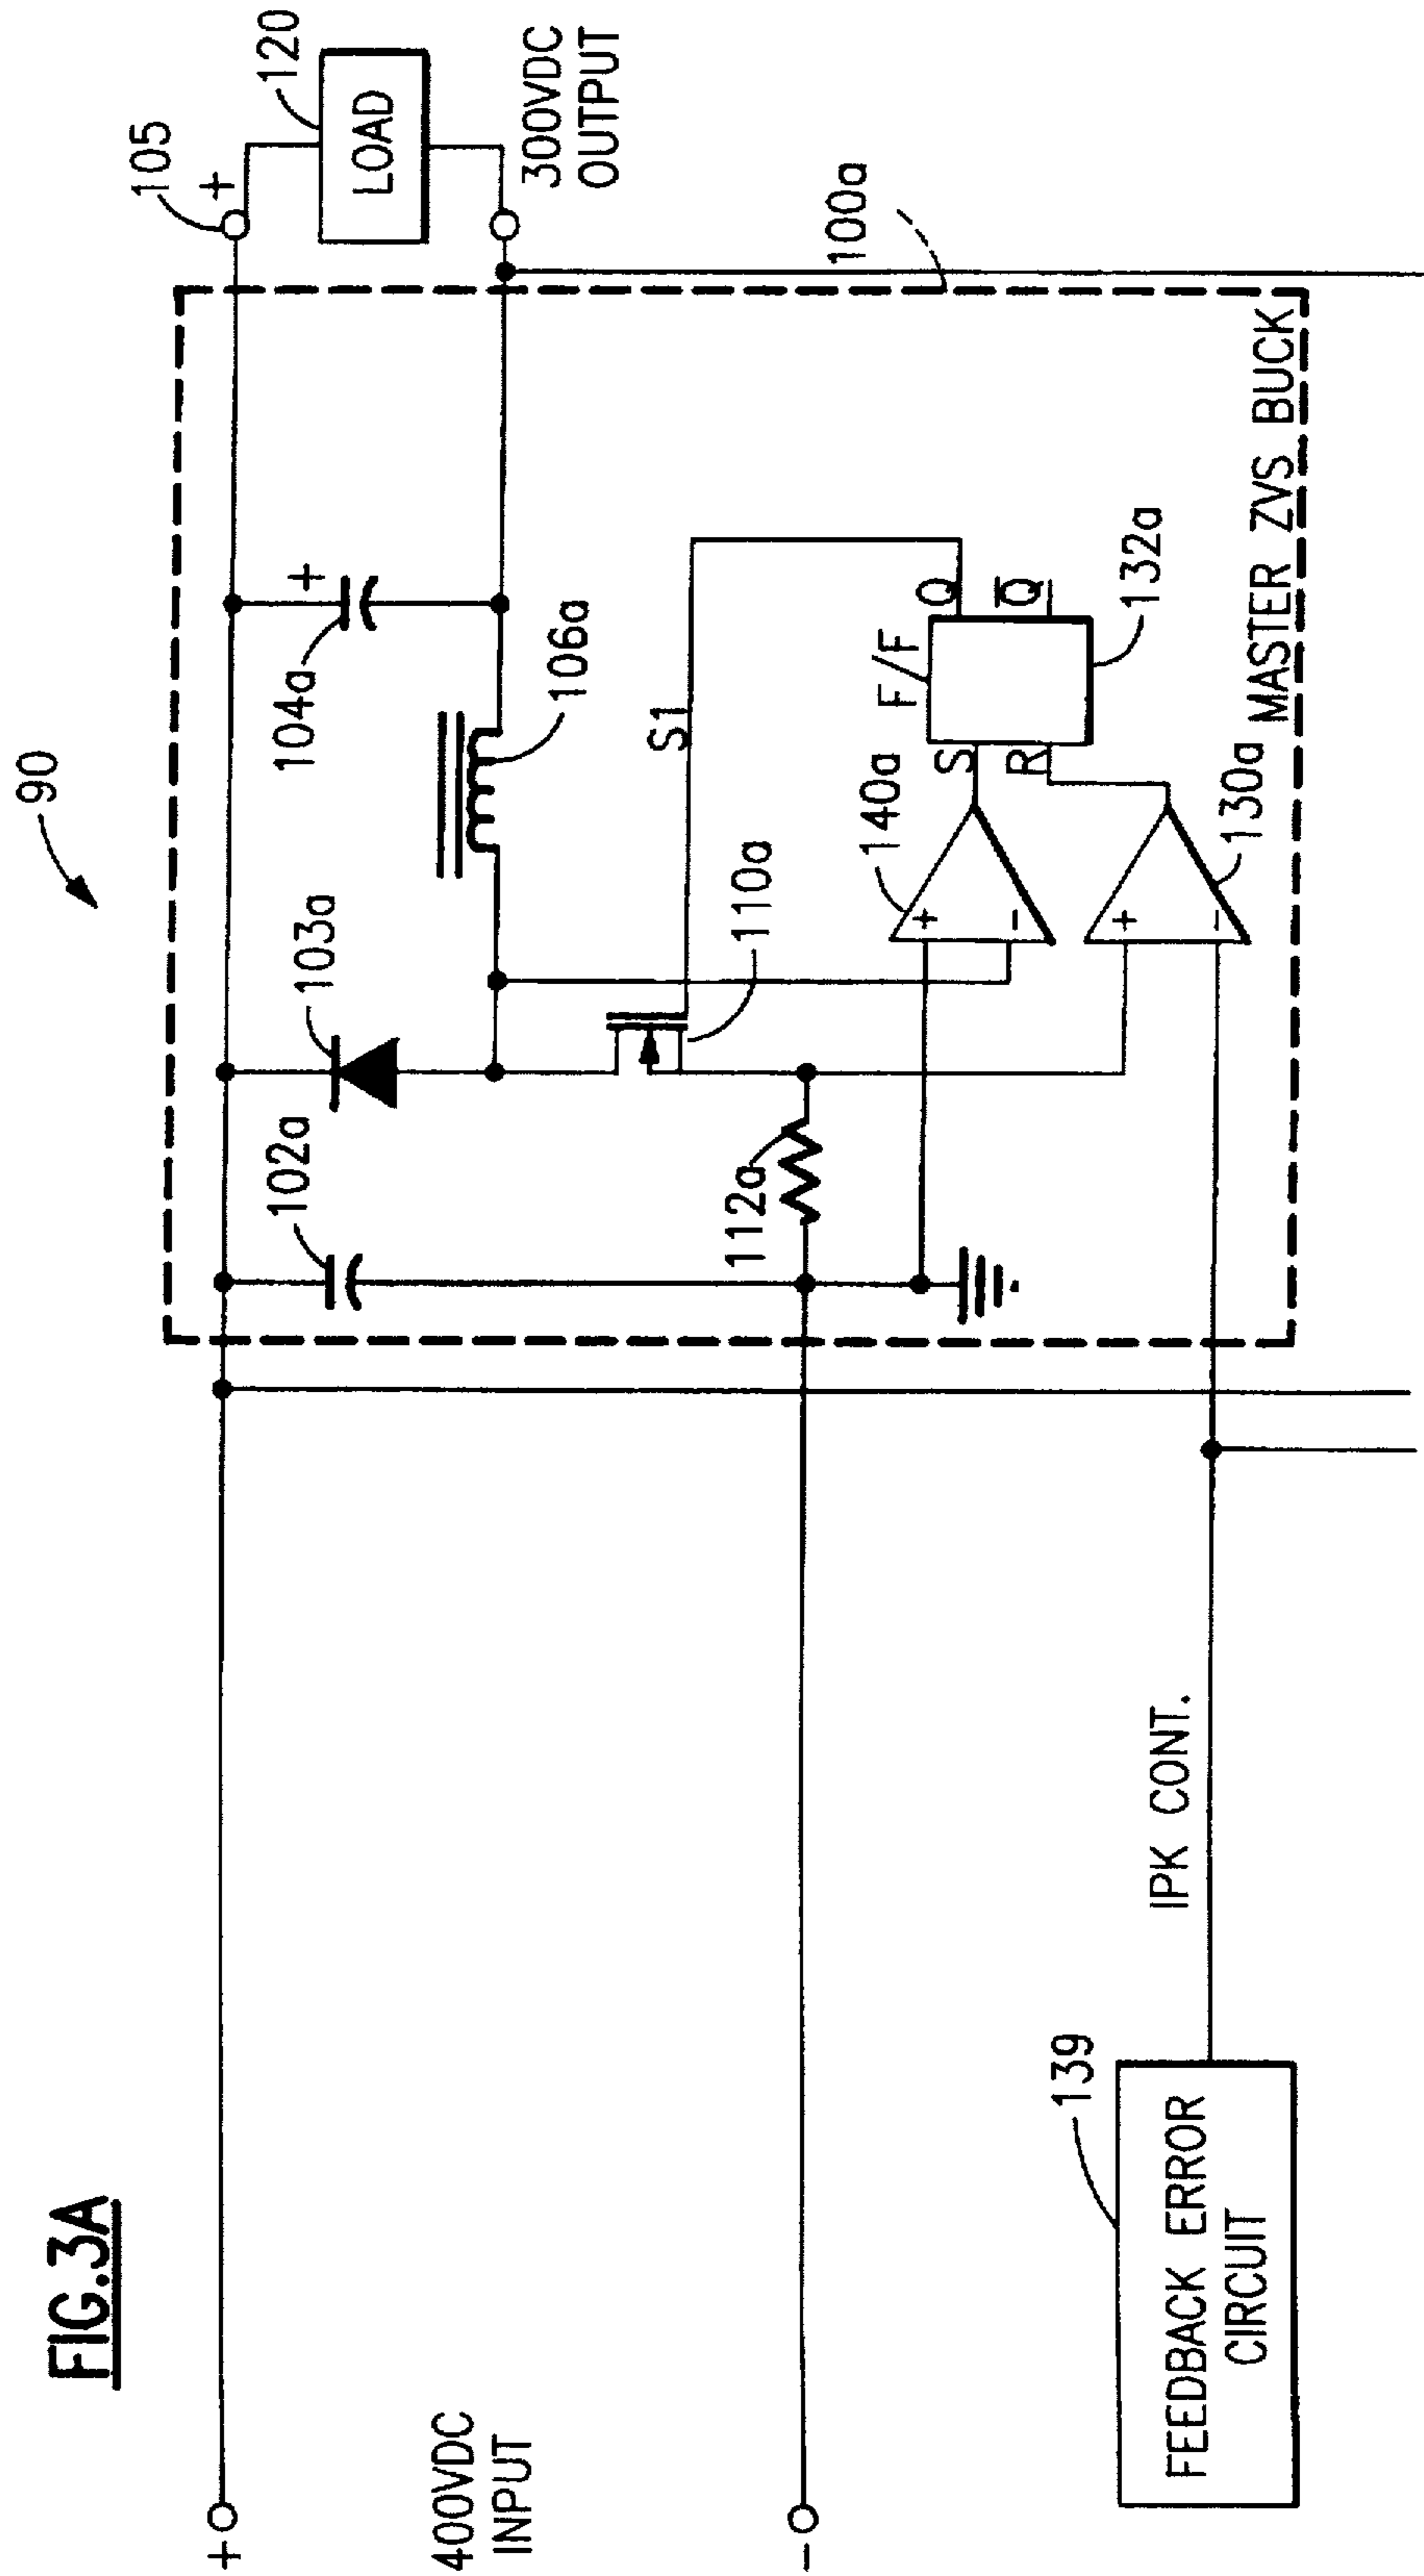 FIG.3A
90
105
120
+
LOAD
300VDC
OUTPUT
+
400VDC
INPUT
-
102a
103a
104a
+
106a
S1
110a
112a
100a
140a
+
-
S
R
F/F
Q
Q̅
132a
130a
+
-
MASTER ZVS BUCK
IPK CONT.
139
FEEDBACK ERROR
CIRCUIT